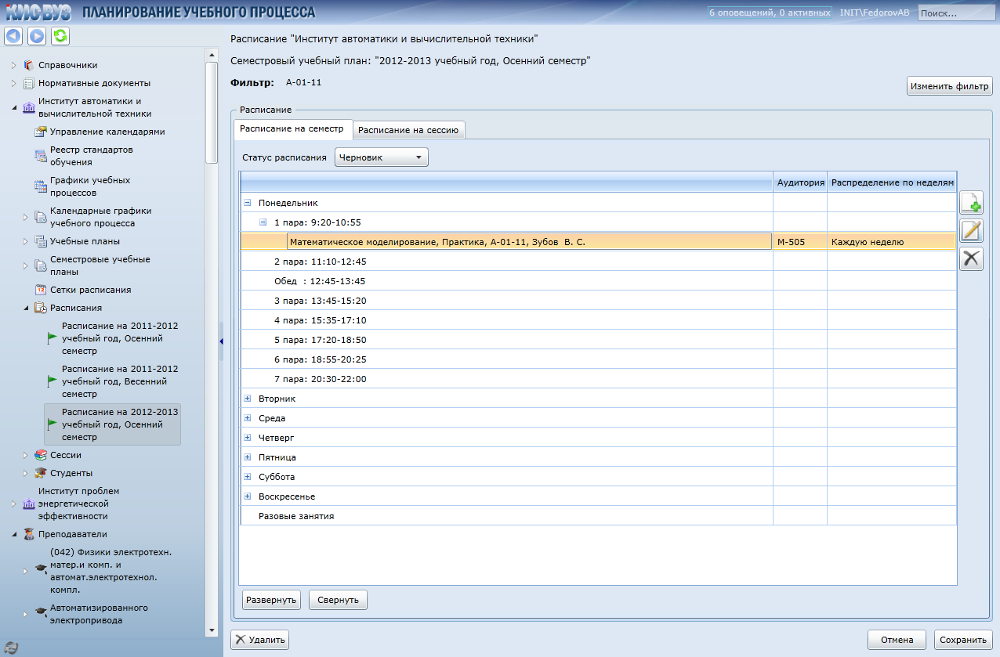 КИС ВУЗ ПЛАНИРОВАНИЕ УЧЕБНОГО ПРОЦЕССА
6 оповещений, 0 активных INIT\FedorovAB Поиск...
Справочники
Нормативные документы
Институт автоматики и
вычислительной техники
Управление календарями
Реестр стандартов
обучения
Графики учебных
процессов
Календарные графики
учебного процесса
Учебные планы
Семестровые учебные
планы
12 Сетки расписания
Расписания
Расписание на 2011-2012
учебный год, Осенний
семестр
Расписание на 2011-2012
учебный год, Весенний
семестр
Расписание на 2012-2013
учебный год, Осенний
семестр
Сессии
Студенты
Институт проблем
энергетической
эффективности
Преподаватели
(042) Физики электротехн.
матер.и комп. и
автомат.электротехнол.
компл.
Автоматизированного
электропривода
Расписание "Институт автоматики и вычислительной техники"
Семестровый учебный план: "2012-2013 учебный год, Осенний семестр"
Фильтр: А-01-11
Изменить фильтр
Расписание
Расписание на семестр Расписание на сессию
Статус расписания Черновик
Аудитория Распределение по неделям
Понедельник
1 пара: 9:20-10:55
Математическое моделирование, Практика, А-01-11, Зубов В. С. М-505 Каждую неделю
2 пара: 11:10-12:45
Обед : 12:45-13:45
3 пара: 13:45-15:20
4 пара: 15:35-17:10
5 пара: 17:20-18:50
6 пара: 18:55-20:25
7 пара: 20:30-22:00
Вторник
Среда
Четверг
Пятница
Суббота
Воскресенье
Разовые занятия
Развернуть Свернуть
Удалить Отмена Сохранить